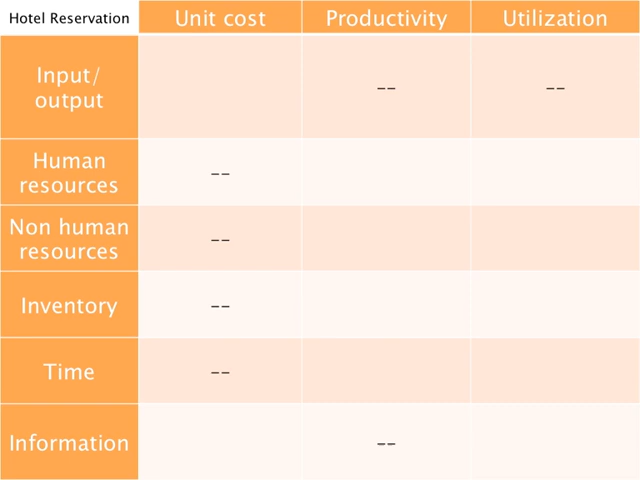 Hotel Reservation Unit cost Productivity Utilization
Input/
output
-- --
Human
resources
--
Non human
resources
--
Inventory --
Time --
Information --